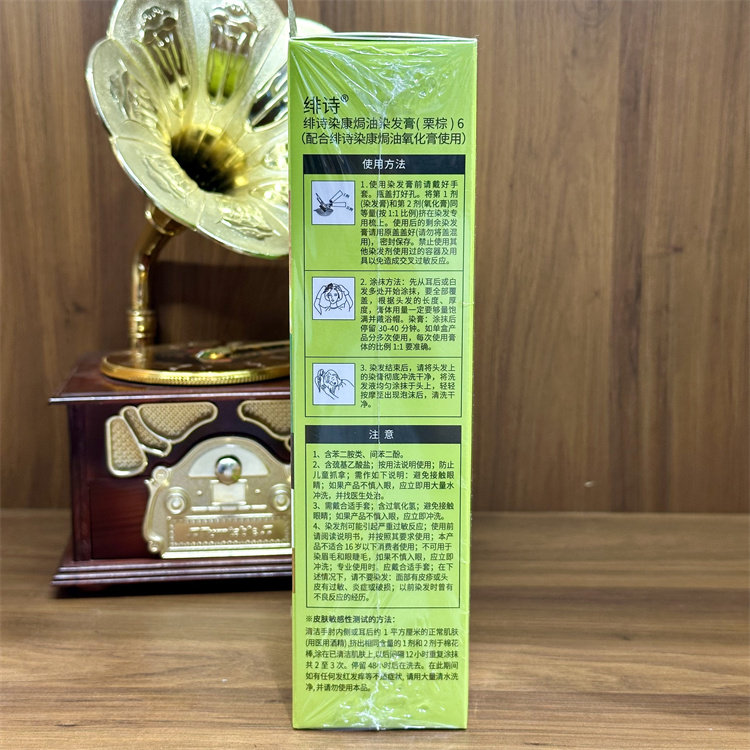 绯诗®
绯诗染康焗油染发膏(栗棕)6
(配合绯诗染康焗油氧化膏使用)
使用方法
1.使用染发膏前请戴好手
套。瓶盖打好孔。将第1剂
(染发膏)和第2剂(氧化膏)同
等量(按1:1比例)挤在染发专
用梳上。使用后的剩余染发
膏请用原盖盖好(请勿将盖混
用)，密封保存。禁止使用其
他染发剂使用过的容器及用
具以免造成交叉过敏反应。
2.涂抹方法：先从耳后或白
发多处开始涂抹，要全部覆
盖，根据头发的长度、厚
度，膏体用量一定要够量饱
满并戴浴帽。染膏：涂抹后
停留30-40分钟。如单盒产
品分多次使用，每次使用膏
体的比例1:1要准确。
3.染发结束后，请将头发上
的染膏彻底冲洗干净，将洗
发液均匀涂抹于头上，轻轻
按摩至出现泡沫后，清洗干
净。
注意
1、含苯二胺类、间苯二酚。
2、含巯基乙酸盐；按用法说明使用；防止
儿童抓拿；需作如下说明：避免接触眼
睛；如果产品不慎入眼，应立即用大量水
冲洗，并找医生处治。
3、需戴合适手套；含过氧化氢；避免接触
眼睛；如果产品不慎入眼，应立即冲洗。
4、染发剂可能引起严重过敏反应；使用前
请阅读说明书，并按照其要求使用；本产
品不适合16岁以下消费者使用；不可用于
染眉毛和眼睫毛，如果不慎入眼，应立即
冲洗；专业使用时，应戴合适手套；在下
述情况下，请不要染发：面部有皮疹或头
皮有过敏、炎症或破损；以前染发时曾有
不良反应的经历。
※皮肤敏感性测试的方法：
清洁手肘内侧或耳后约1平方厘米的正常肌肤
(用医用酒精),挤出相同含量的1剂和2剂于棉花
棒,涂在已清洁肌肤上,以后间隔12小时重复涂抹
共2至3次。停留48小时后在洗去。在此期间
如有任何发红发痒等不适症状,请用大量清水洗
净,并请勿使用本品。